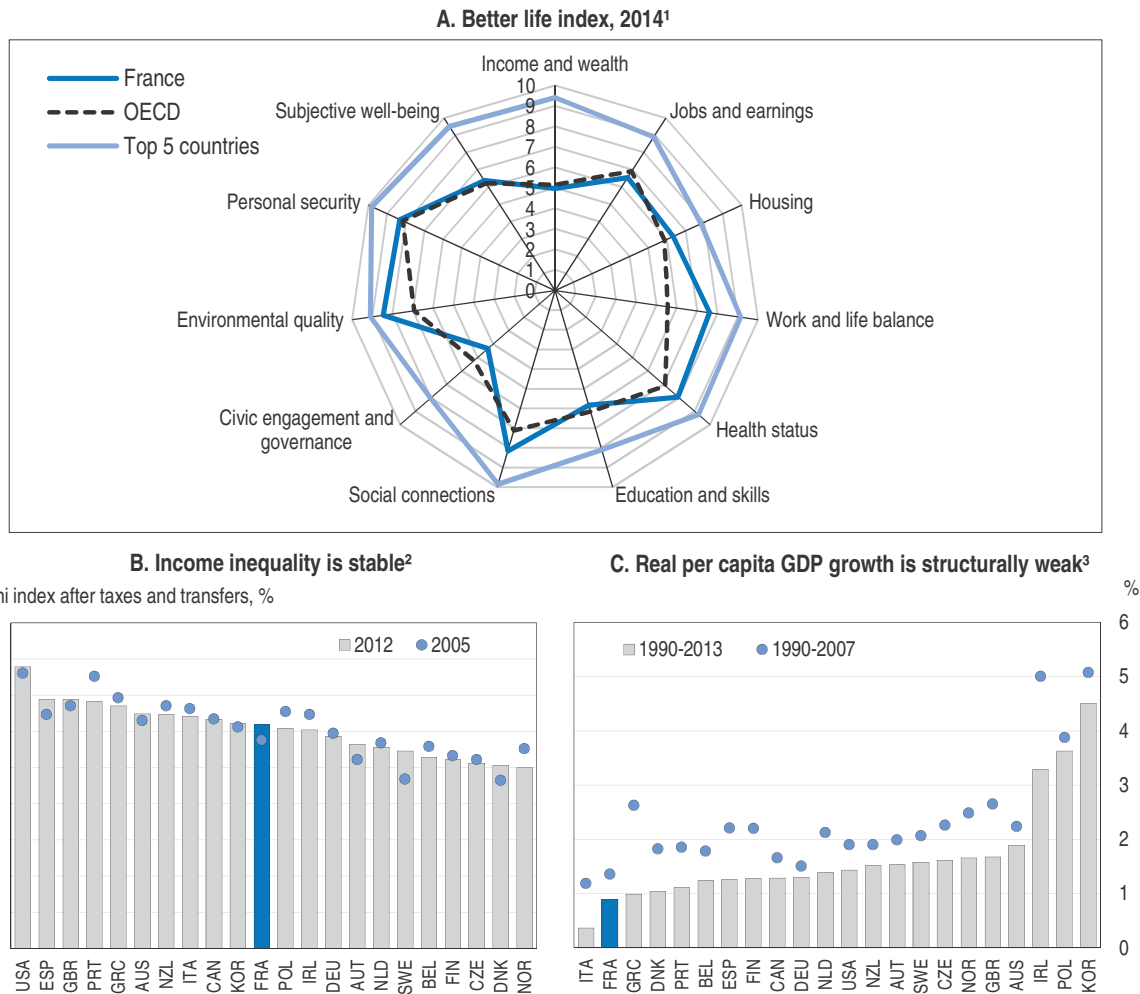 A. Better life index, 2014¹
France
OECD
Top 5 countries
Income and wealth
Jobs and earnings
Housing
Work and life balance
Health status
Education and skills
Social connections
Civic engagement and
governance
Environmental quality
Personal security
Subjective well-being
10
9
8
7
6
5
4
3
2
1
0
B. Income inequality is stable²
ni index after taxes and transfers, %
2012
2005
USA
ESP
GBR
PRT
GRC
AUS
NZL
ITA
CAN
KOR
FRA
POL
IRL
DEU
AUT
NLD
SWE
BEL
FIN
CZE
DNK
NOR
C. Real per capita GDP growth is structurally weak³
%
1990-2013
1990-2007
6
5
4
3
2
1
0
ITA
FRA
GRC
DNK
PRT
BEL
ESP
FIN
CAN
DEU
NLD
USA
NZL
AUT
SWE
CZE
NOR
GBR
AUS
IRL
POL
KOR